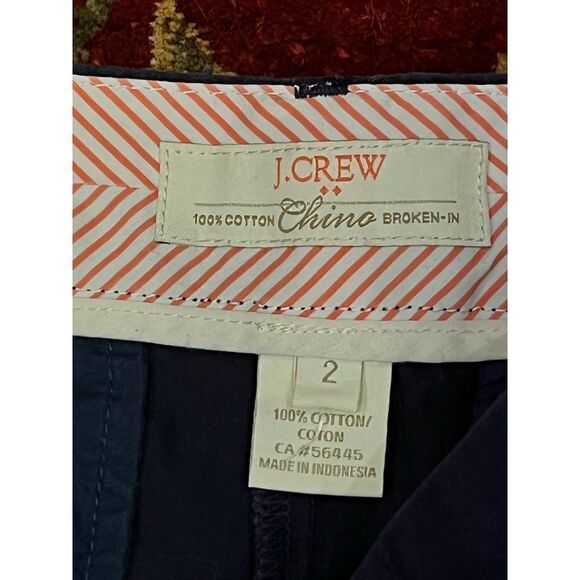 J.CREW
100% COTTON Chino BROKEN-IN
2
100% COTTON/
COTON
CA #56445
MADE IN INDONESIA